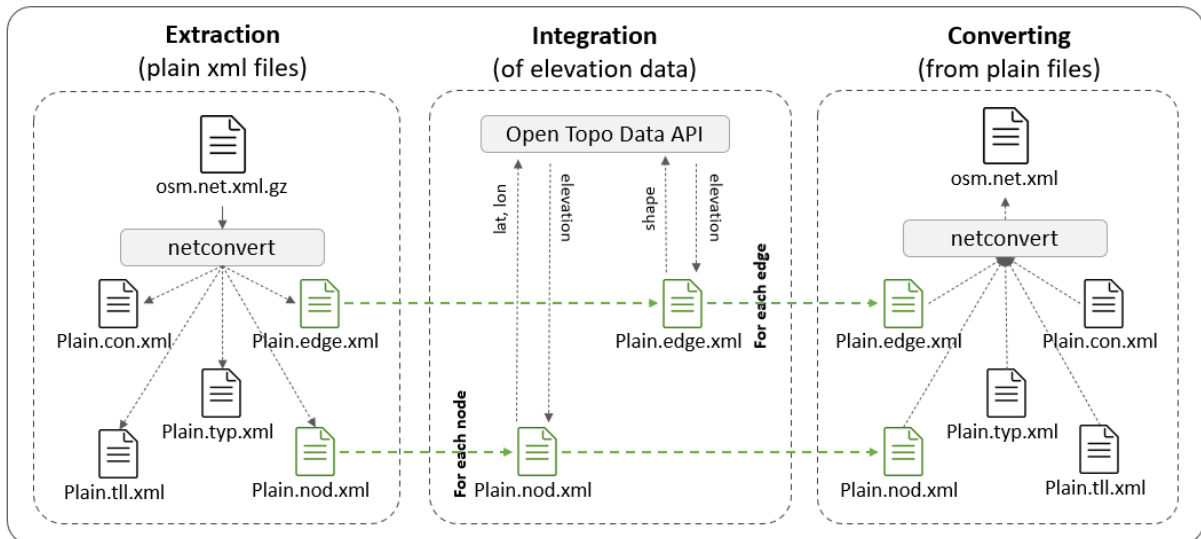 Extraction
(plain xml files)
osm.net.xml.gz
netconvert
Plain.con.xml
Plain.edge.xml
Plain.typ.xml
Plain.tll.xml
Plain.nod.xml
Integration
(of elevation data)
Open Topo Data API
lat, lon
elevation
shape
elevation
Plain.edge.xml
For each edge
For each node
Plain.nod.xml
Converting
(from plain files)
osm.net.xml
netconvert
Plain.edge.xml
Plain.con.xml
Plain.typ.xml
Plain.nod.xml
Plain.tll.xml